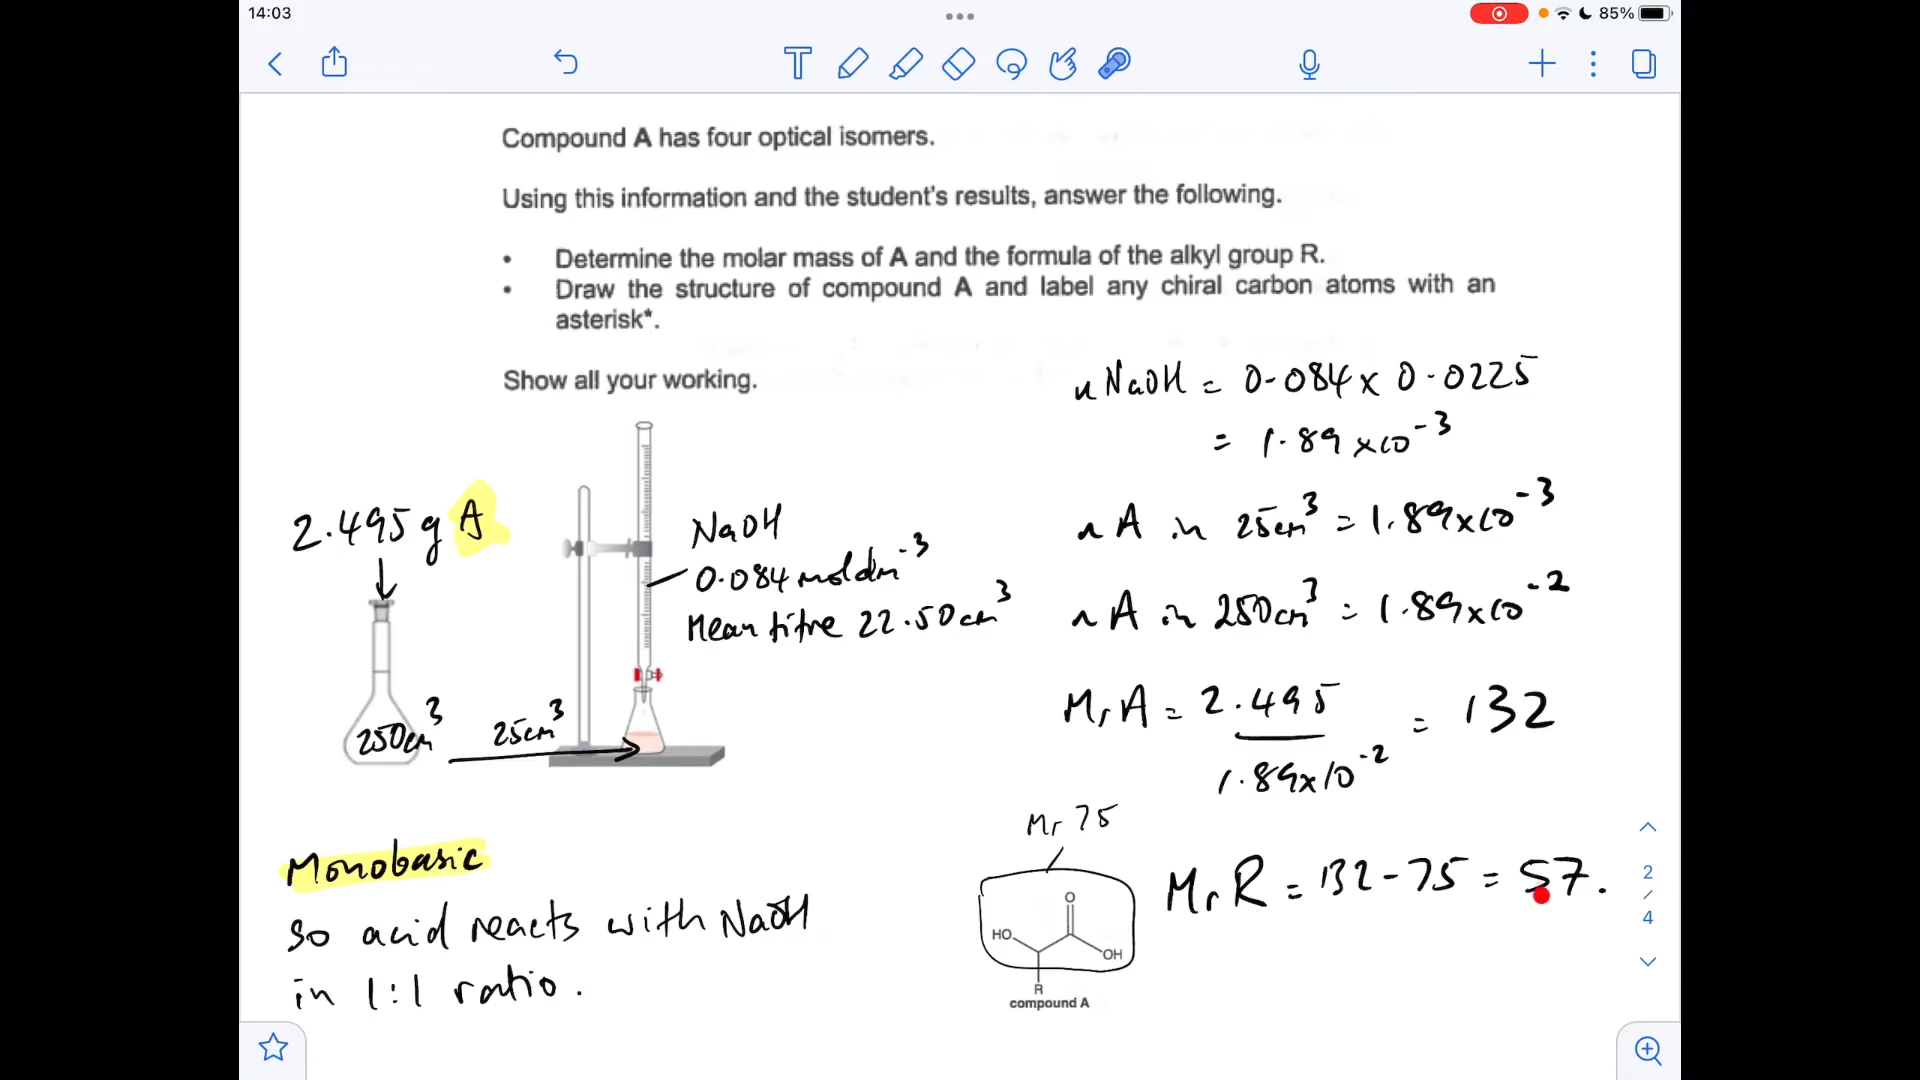 14:03
85%
T
Compound A has four optical isomers.
Using this information and the student's results, answer the following.
• Determine the molar mass of A and the formula of the alkyl group R.
• Draw the structure of compound A and label any chiral carbon atoms with an
asterisk*.
Show all your working.
2.495 g A
250cm³
25cm³
NaOH
0.084 moldm⁻³
Mean titre 22.50cm³
n NaOH = 0.084 x 0.0225
= 1.89 x10⁻³
n A in 25cm³ = 1.89x10⁻³
n A in 250cm³ = 1.89x10⁻²
Mr A = 2.495
1.89x10⁻²
= 132
Monobasic
so acid reacts with NaOH
in 1:1 ratio.
Mr 75
O
HO
OH
R
compound A
Mr R = 132 - 75 = 57.
2
/
4